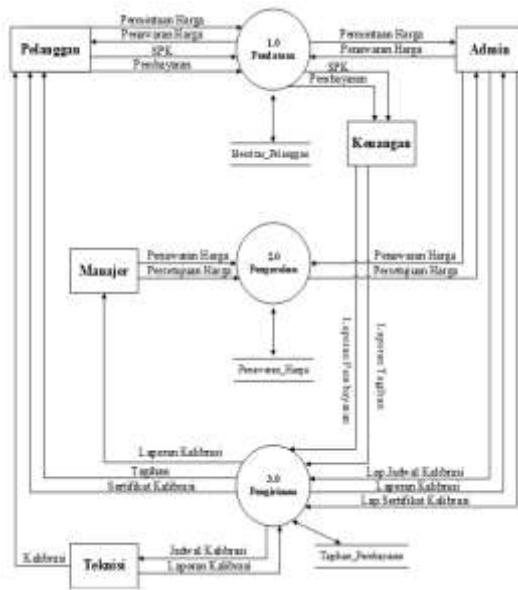 Permintaan Harga
Penawaran Harga
SPK
Pembayaran
Pelanggan
1.0
Pendataan
Permintaan Harga
Penawaran Harga
Admin
SPK
Pembayaran
Keuangan
Identitas_Pelanggan
Manajer
Penawaran Harga
Persetujuan Harga
2.0
Penawaran Harga
Persetujuan Harga
Penawaran_Harga
Laporan Pembayaran
Laporan Tagihan
Laporan Kalibrasi
Tagihan
Sertifikat Kalibrasi
3.0
Pengiriman
Lap Jadwal Kalibrasi
Laporan Kalibrasi
Lap Sertifikat Kalibrasi
Kalibrasi
Teknisi
Jadwal Kalibrasi
Laporan Kalibrasi
Tagihan_Pembayaran